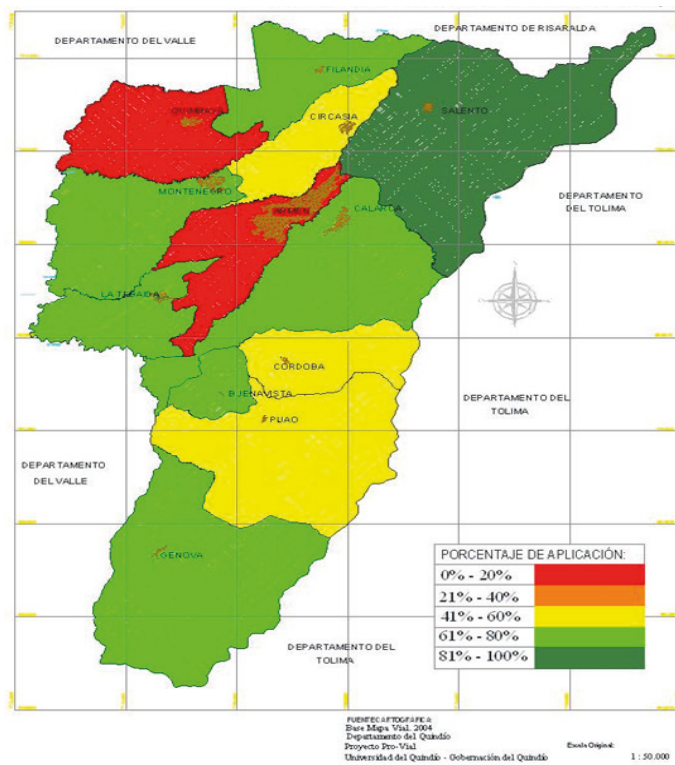 DEPARTAMENTO DEL VALLE
DEPARTAMENTO DE RISARALDA
FILANDIA
SALENTO
CIRCASIA
MONTENEGRO
DEPARTAMENTO
DEL TOLIMA
CALARCA
LA TEBAIDA
CORDOBA
BUENAVISTA
PIJAO
DEPARTAMENTO DEL
TOLIMA
DEPARTAMENTO
DEL VALLE
GENOVA
DEPARTAMENTO DEL
TOLIMA
PORCENTAJE DE APLICACIÓN:
0% - 20%
21% - 40%
41% - 60%
61% - 80%
81% - 100%
FUENTE CARTOGRAFICA
Base Mapa Vial. 2004
Departamento del Quindío
Proyecto Pro-Vial
Universidad del Quindío - Gobernación del Quindío
Escala Original:
1 : 50.000